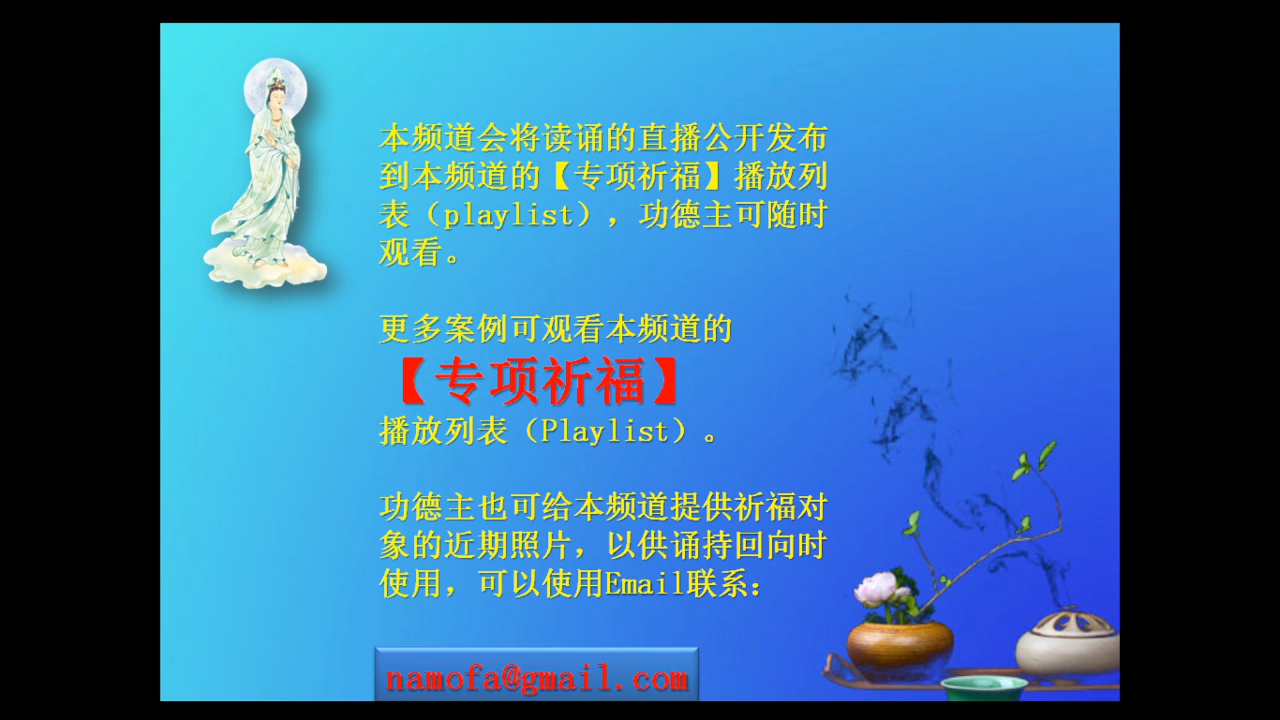 本频道会将读诵的直播公开发布
到本频道的【专项祈福】播放列
表（playlist），功德主可随时
观看。
更多案例可观看本频道的
【专项祈福】
播放列表（Playlist）。
功德主也可给本频道提供祈福对
象的近期照片，以供诵持回向时
使用，可以使用Email联系：
namofa@gmail.com